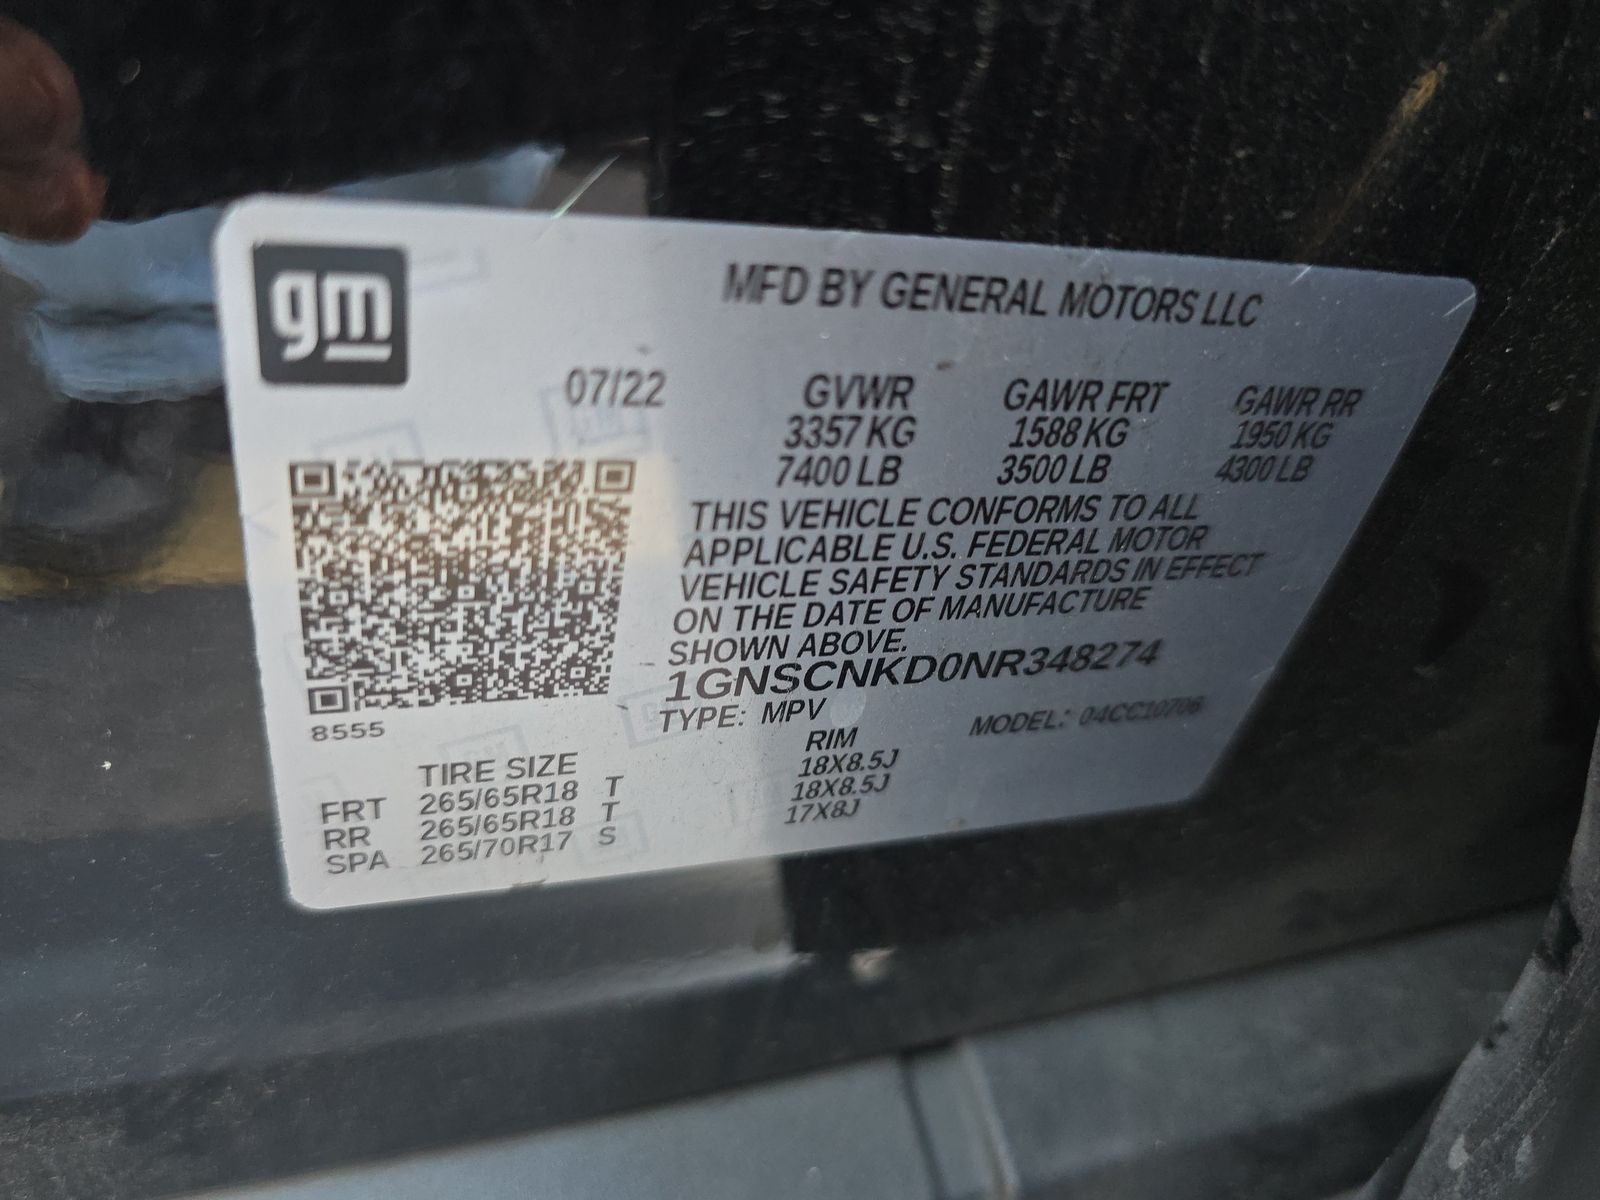 gm
MFD BY GENERAL MOTORS LLC
07/22 GVWR GAWR FRT GAWR RR
3357 KG 1588 KG 1950 KG
7400 LB 3500 LB 4300 LB
THIS VEHICLE CONFORMS TO ALL
APPLICABLE U.S. FEDERAL MOTOR
VEHICLE SAFETY STANDARDS IN EFFECT
ON THE DATE OF MANUFACTURE
SHOWN ABOVE.
1GNSCNKD0NR348274
TYPE: MPV MODEL: 04CC10706
8555
TIRE SIZE RIM
FRT 265/65R18 T 18X8.5J
RR 265/65R18 T 18X8.5J
SPA 265/70R17 S 17X8J